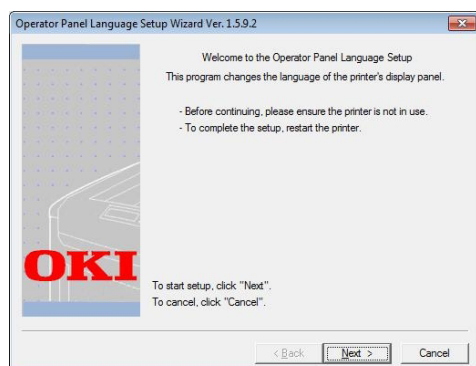 Operator Panel Language Setup Wizard Ver. 1.5.9.2
Welcome to the Operator Panel Language Setup
This program changes the language of the printer's display panel.
- Before continuing, please ensure the printer is not in use.
- To complete the setup, restart the printer.
OKI
To start setup, click "Next".
To cancel, click "Cancel".
< Back
Next >
Cancel